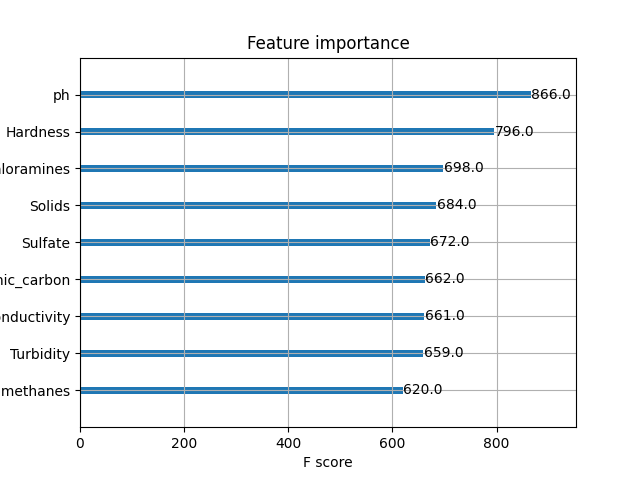 Feature importance
ph 866.0
Hardness 796.0
loramines 698.0
Solids 684.0
Sulfate 672.0
nic_carbon 662.0
nductivity 661.0
Turbidity 659.0
methanes 620.0
0 200 400 600 800
F score